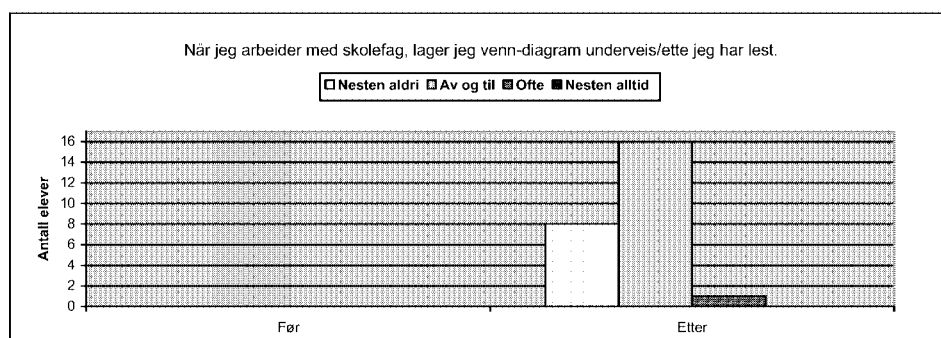 När jeg arbeider med skolefag, lager jeg venn-diagram underveis/ette jeg har lest.
Nesten aldri Av og til Ofte Nesten alltid
Antall elever
16
14
12
10
8
6
4
2
0
Før Etter